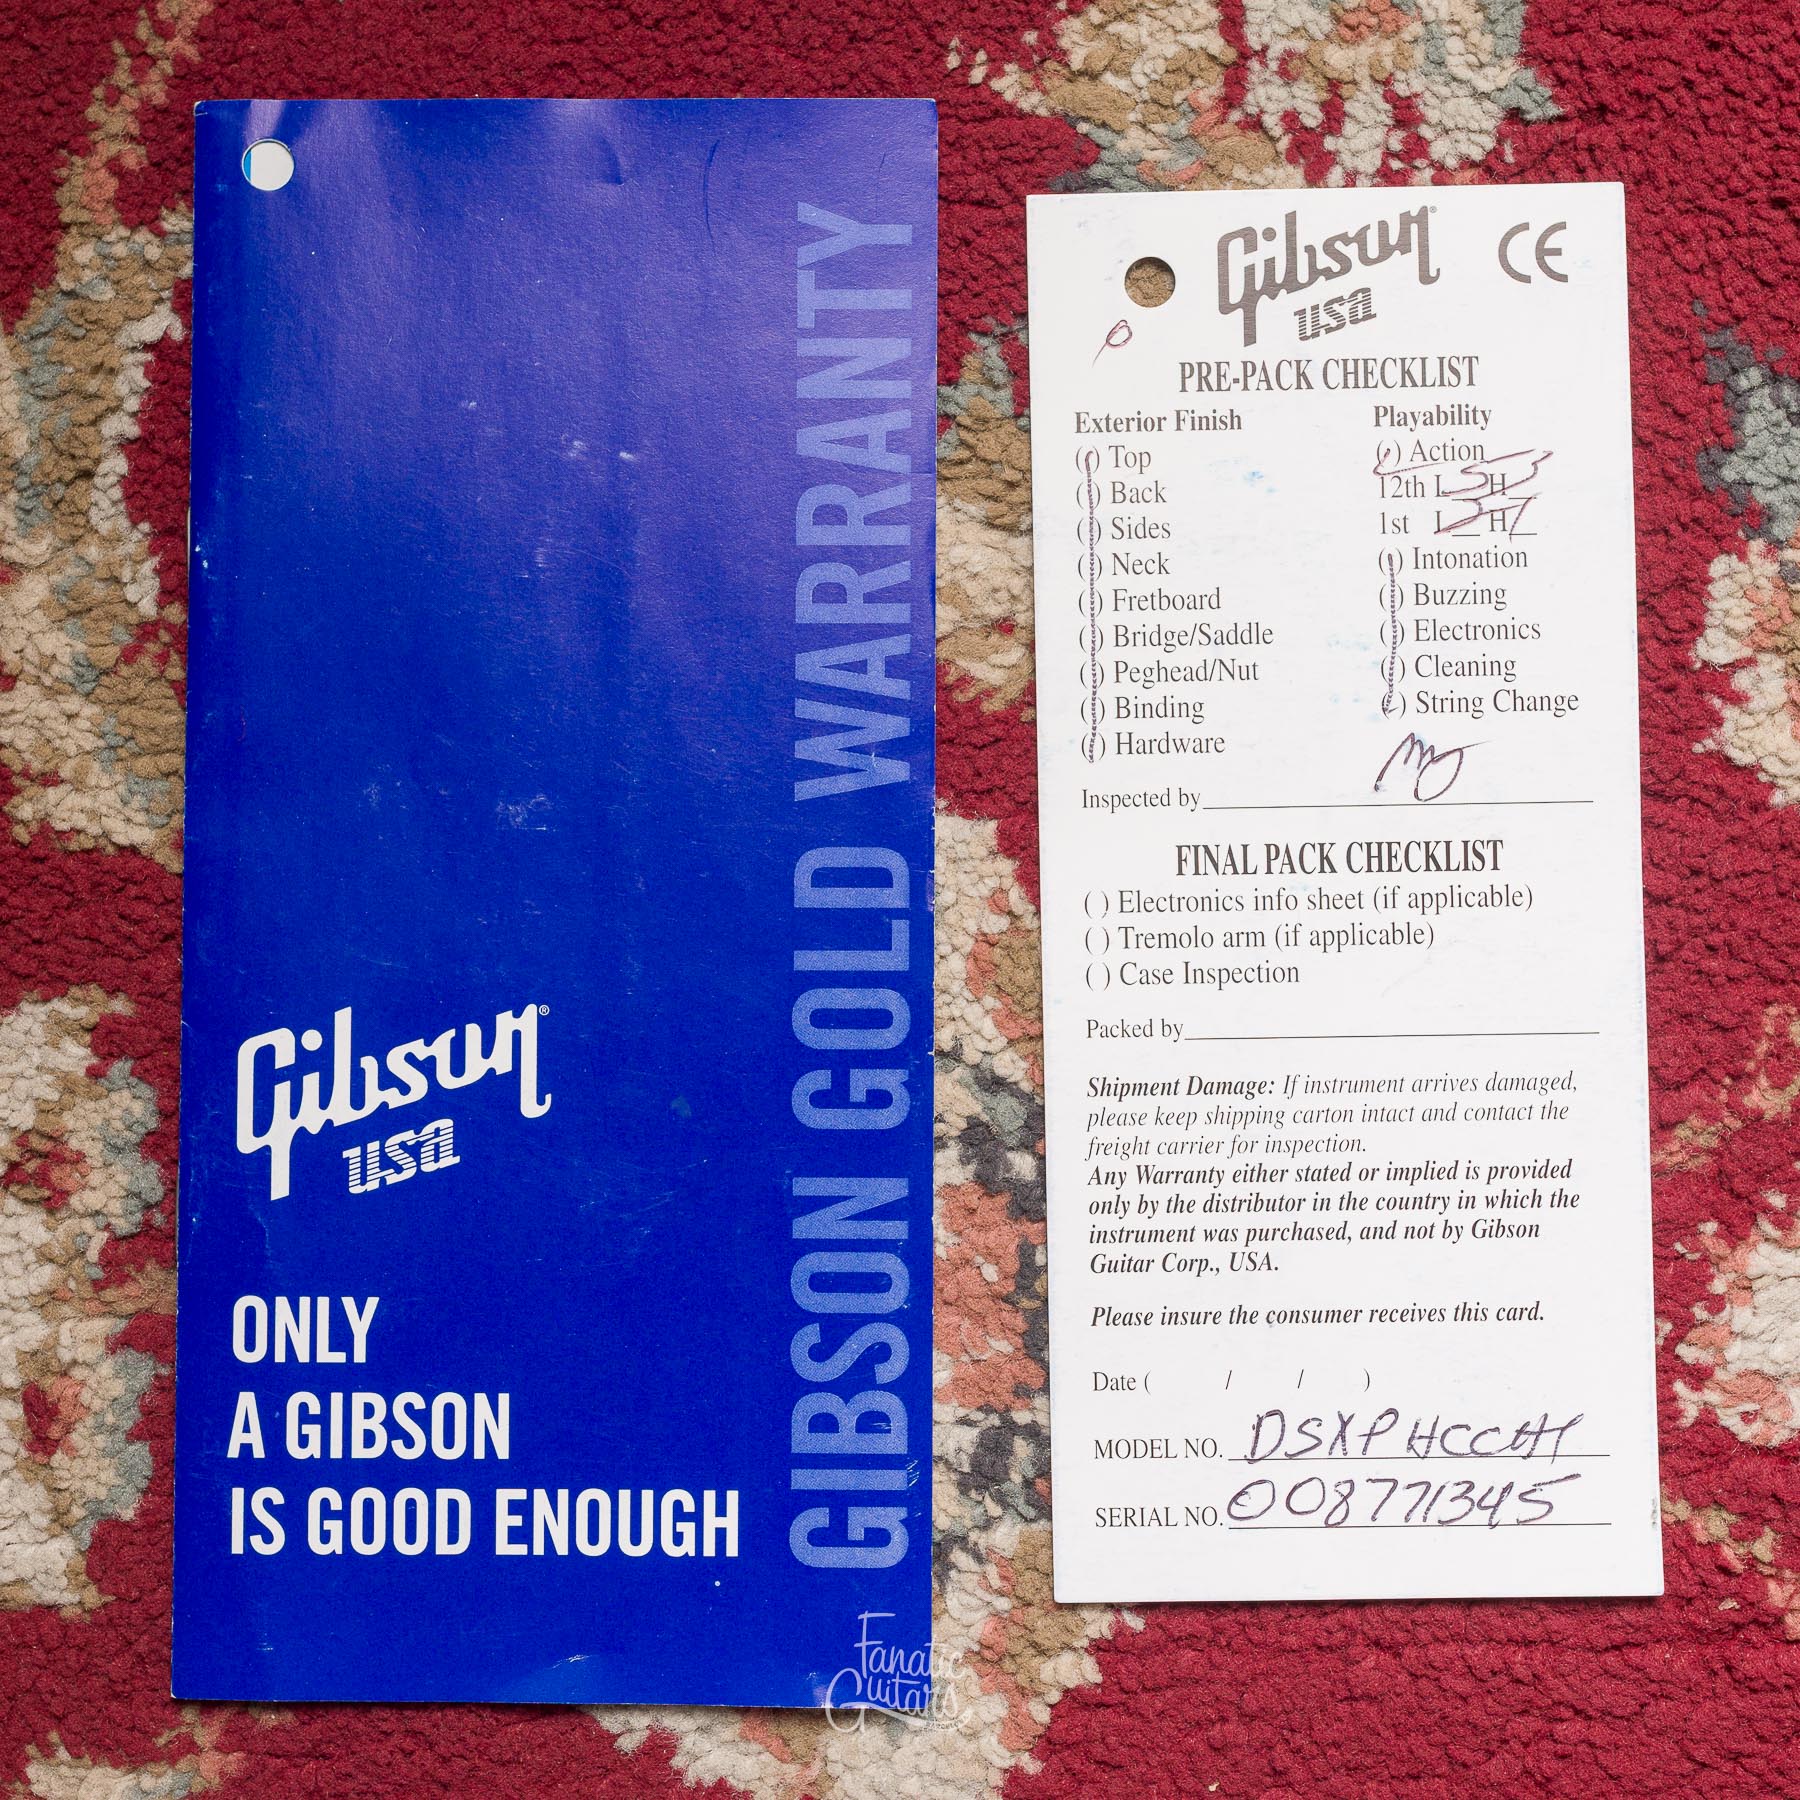 GIBSON GOLD WARRANTY
Gibson®
USA
ONLY
A GIBSON
IS GOOD ENOUGH
Gibson®
USA
CE
PRE-PACK CHECKLIST
Exterior Finish
( ) Top
( ) Back
( ) Sides
( ) Neck
( ) Fretboard
( ) Bridge/Saddle
( ) Peghead/Nut
( ) Binding
( ) Hardware
Playability
( ) Action
12th L 5 H 3
1st L 3 H 1
( ) Intonation
( ) Buzzing
( ) Electronics
( ) Cleaning
( ) String Change
Inspected by
FINAL PACK CHECKLIST
( ) Electronics info sheet (if applicable)
( ) Tremolo arm (if applicable)
( ) Case Inspection
Packed by
Shipment Damage: If instrument arrives damaged,
please keep shipping carton intact and contact the
freight carrier for inspection.
Any Warranty either stated or implied is provided
only by the distributor in the country in which the
instrument was purchased, and not by Gibson
Guitar Corp., USA.
Please insure the consumer receives this card.
Date ( / / )
MODEL NO. DSXPHCCH1
SERIAL NO. 008771345
Fanatic
Guitars